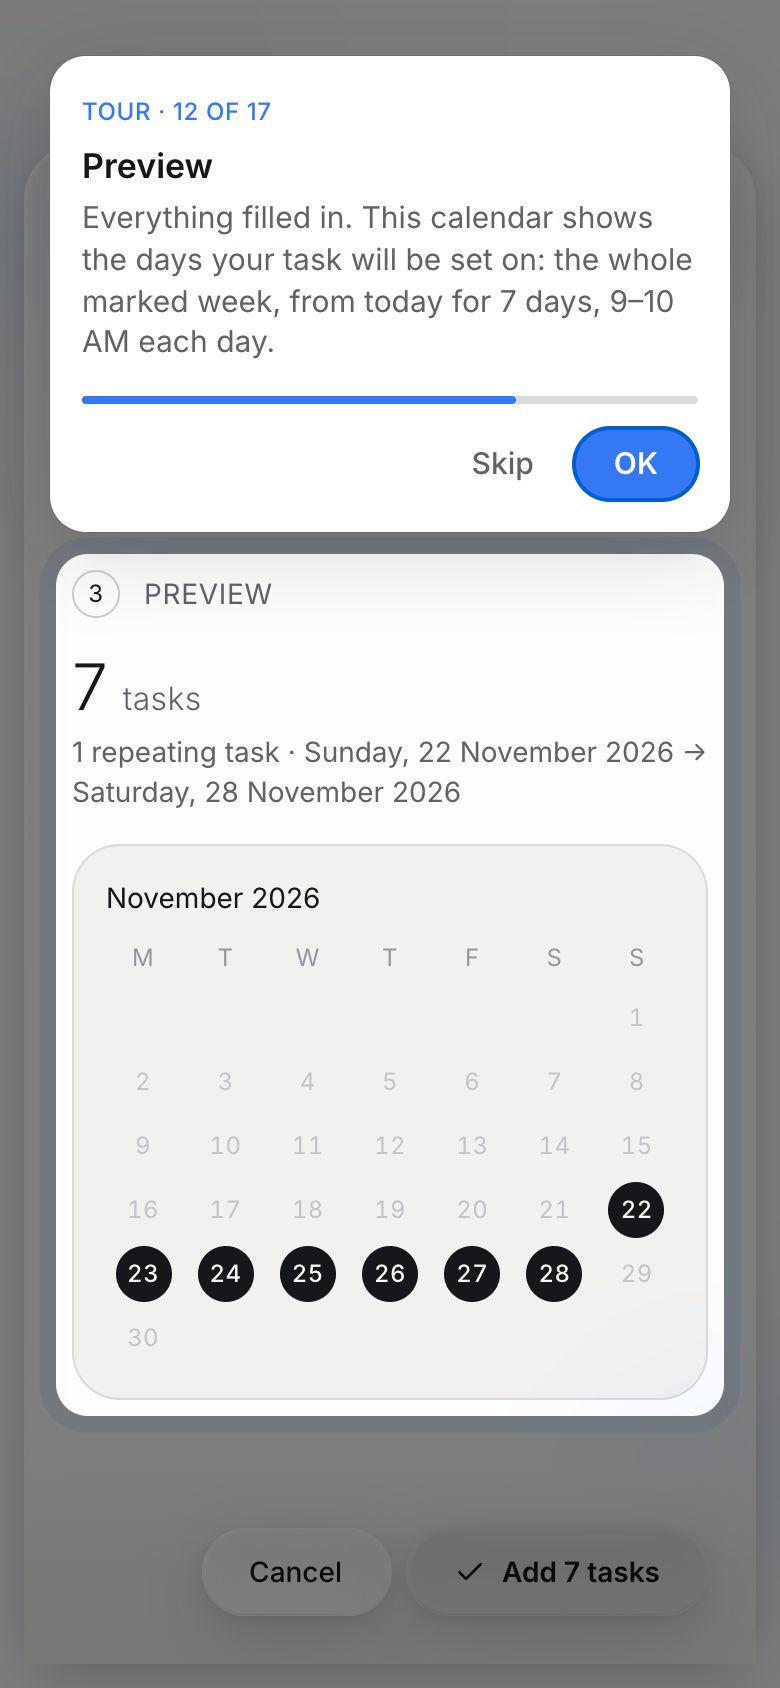 TOUR · 12 OF 17
Preview
Everything filled in. This calendar shows
the days your task will be set on: the whole
marked week, from today for 7 days, 9–10
AM each day.
Skip OK
3 PREVIEW
7 tasks
1 repeating task · Sunday, 22 November 2026 →
Saturday, 28 November 2026
November 2026
M T W T F S S
1
2 3 4 5 6 7 8
9 10 11 12 13 14 15
16 17 18 19 20 21 22
23 24 25 26 27 28 29
30
Cancel ✓ Add 7 tasks